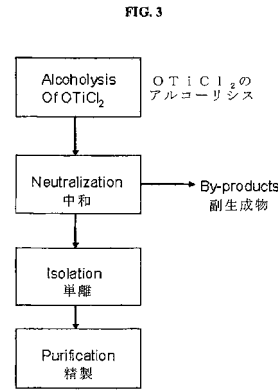 FIG. 3
Alcoholysis
Of OTiCl₂
ＯＴｉＣｌ₂の
アルコーリシス
Neutralization
中和
By-products
副生成物
Isolation
単離
Purification
精製